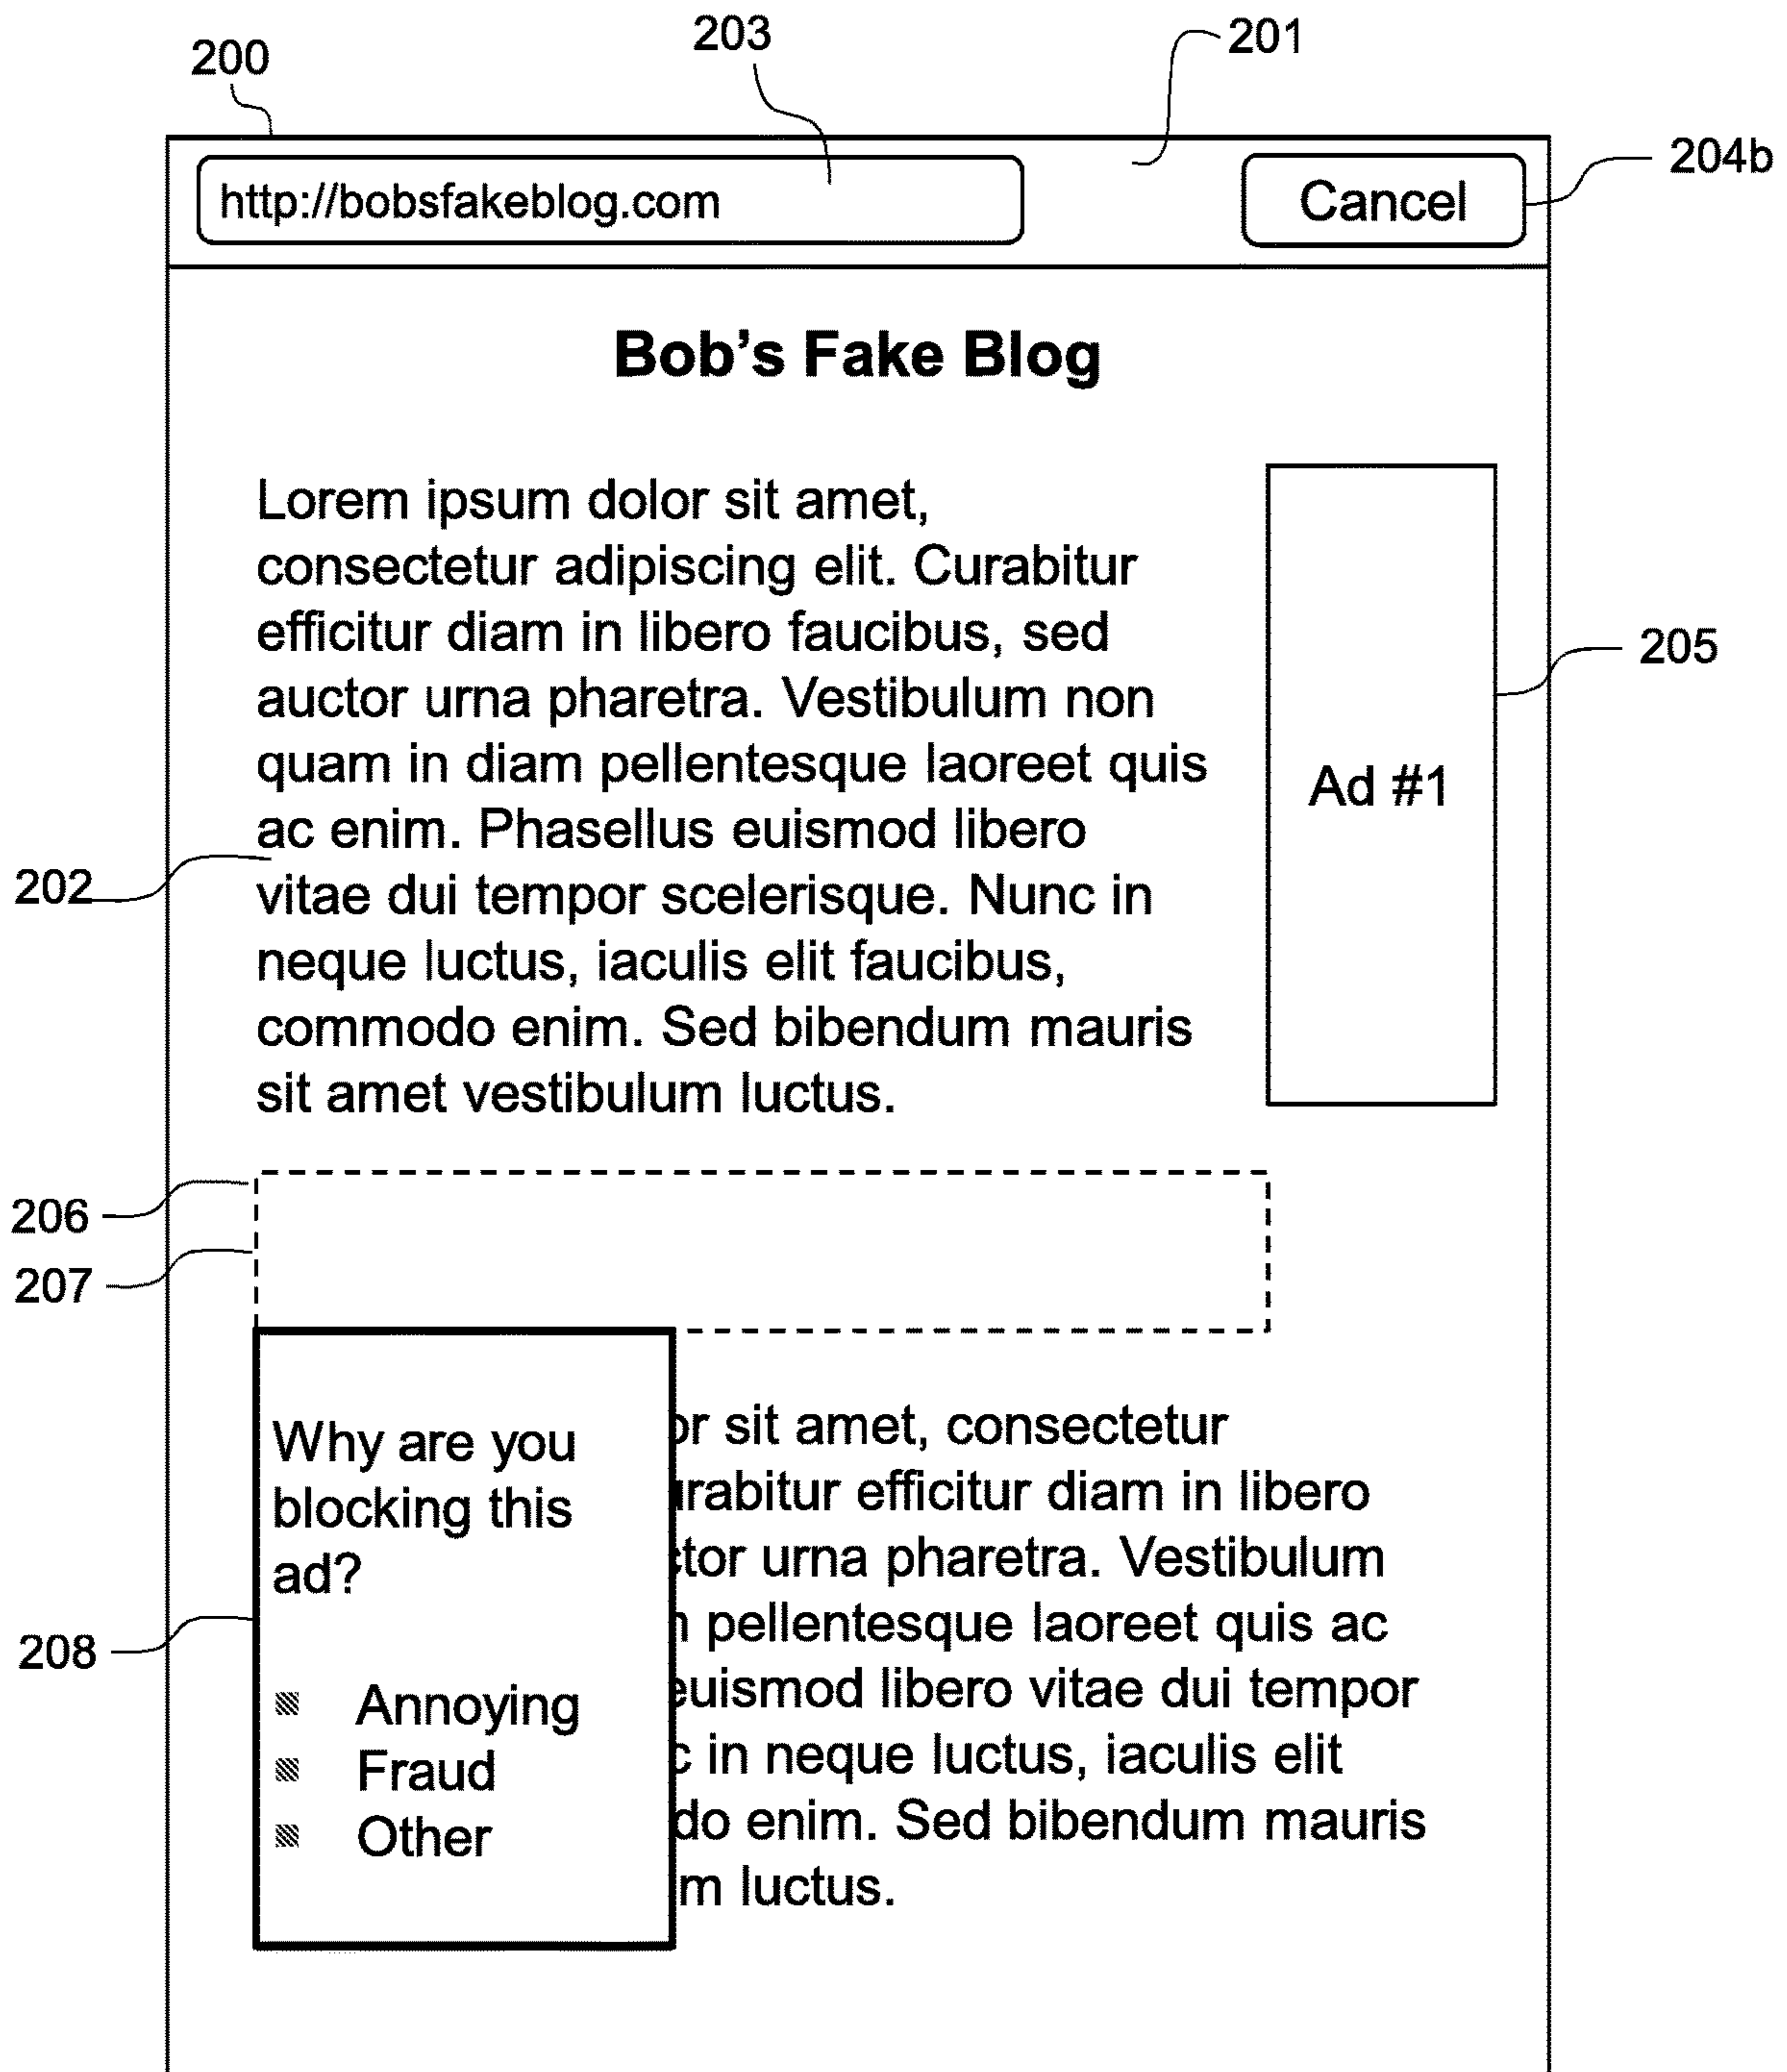 203
201
200
204b
http://bobsfakeblog.com
Cancel
Bob's Fake Blog
Lorem ipsum dolor sit amet,
consectetur adipiscing elit. Curabitur
efficitur diam in libero faucibus, sed
auctor urna pharetra. Vestibulum non
quam in diam pellentesque laoreet quis
ac enim. Phasellus euismod libero
vitae dui tempor scelerisque. Nunc in
neque luctus, iaculis elit faucibus,
commodo enim. Sed bibendum mauris
sit amet vestibulum luctus.
205
Ad #1
202
206
207
Why are you
blocking this
ad?
Annoying
Fraud
Other
208
sit amet, consectetur
efficitur diam in libero
urna pharetra. Vestibulum
pellentesque laoreet quis ac
euismod libero vitae dui tempor
in neque luctus, iaculis elit
enim. Sed bibendum mauris
luctus.